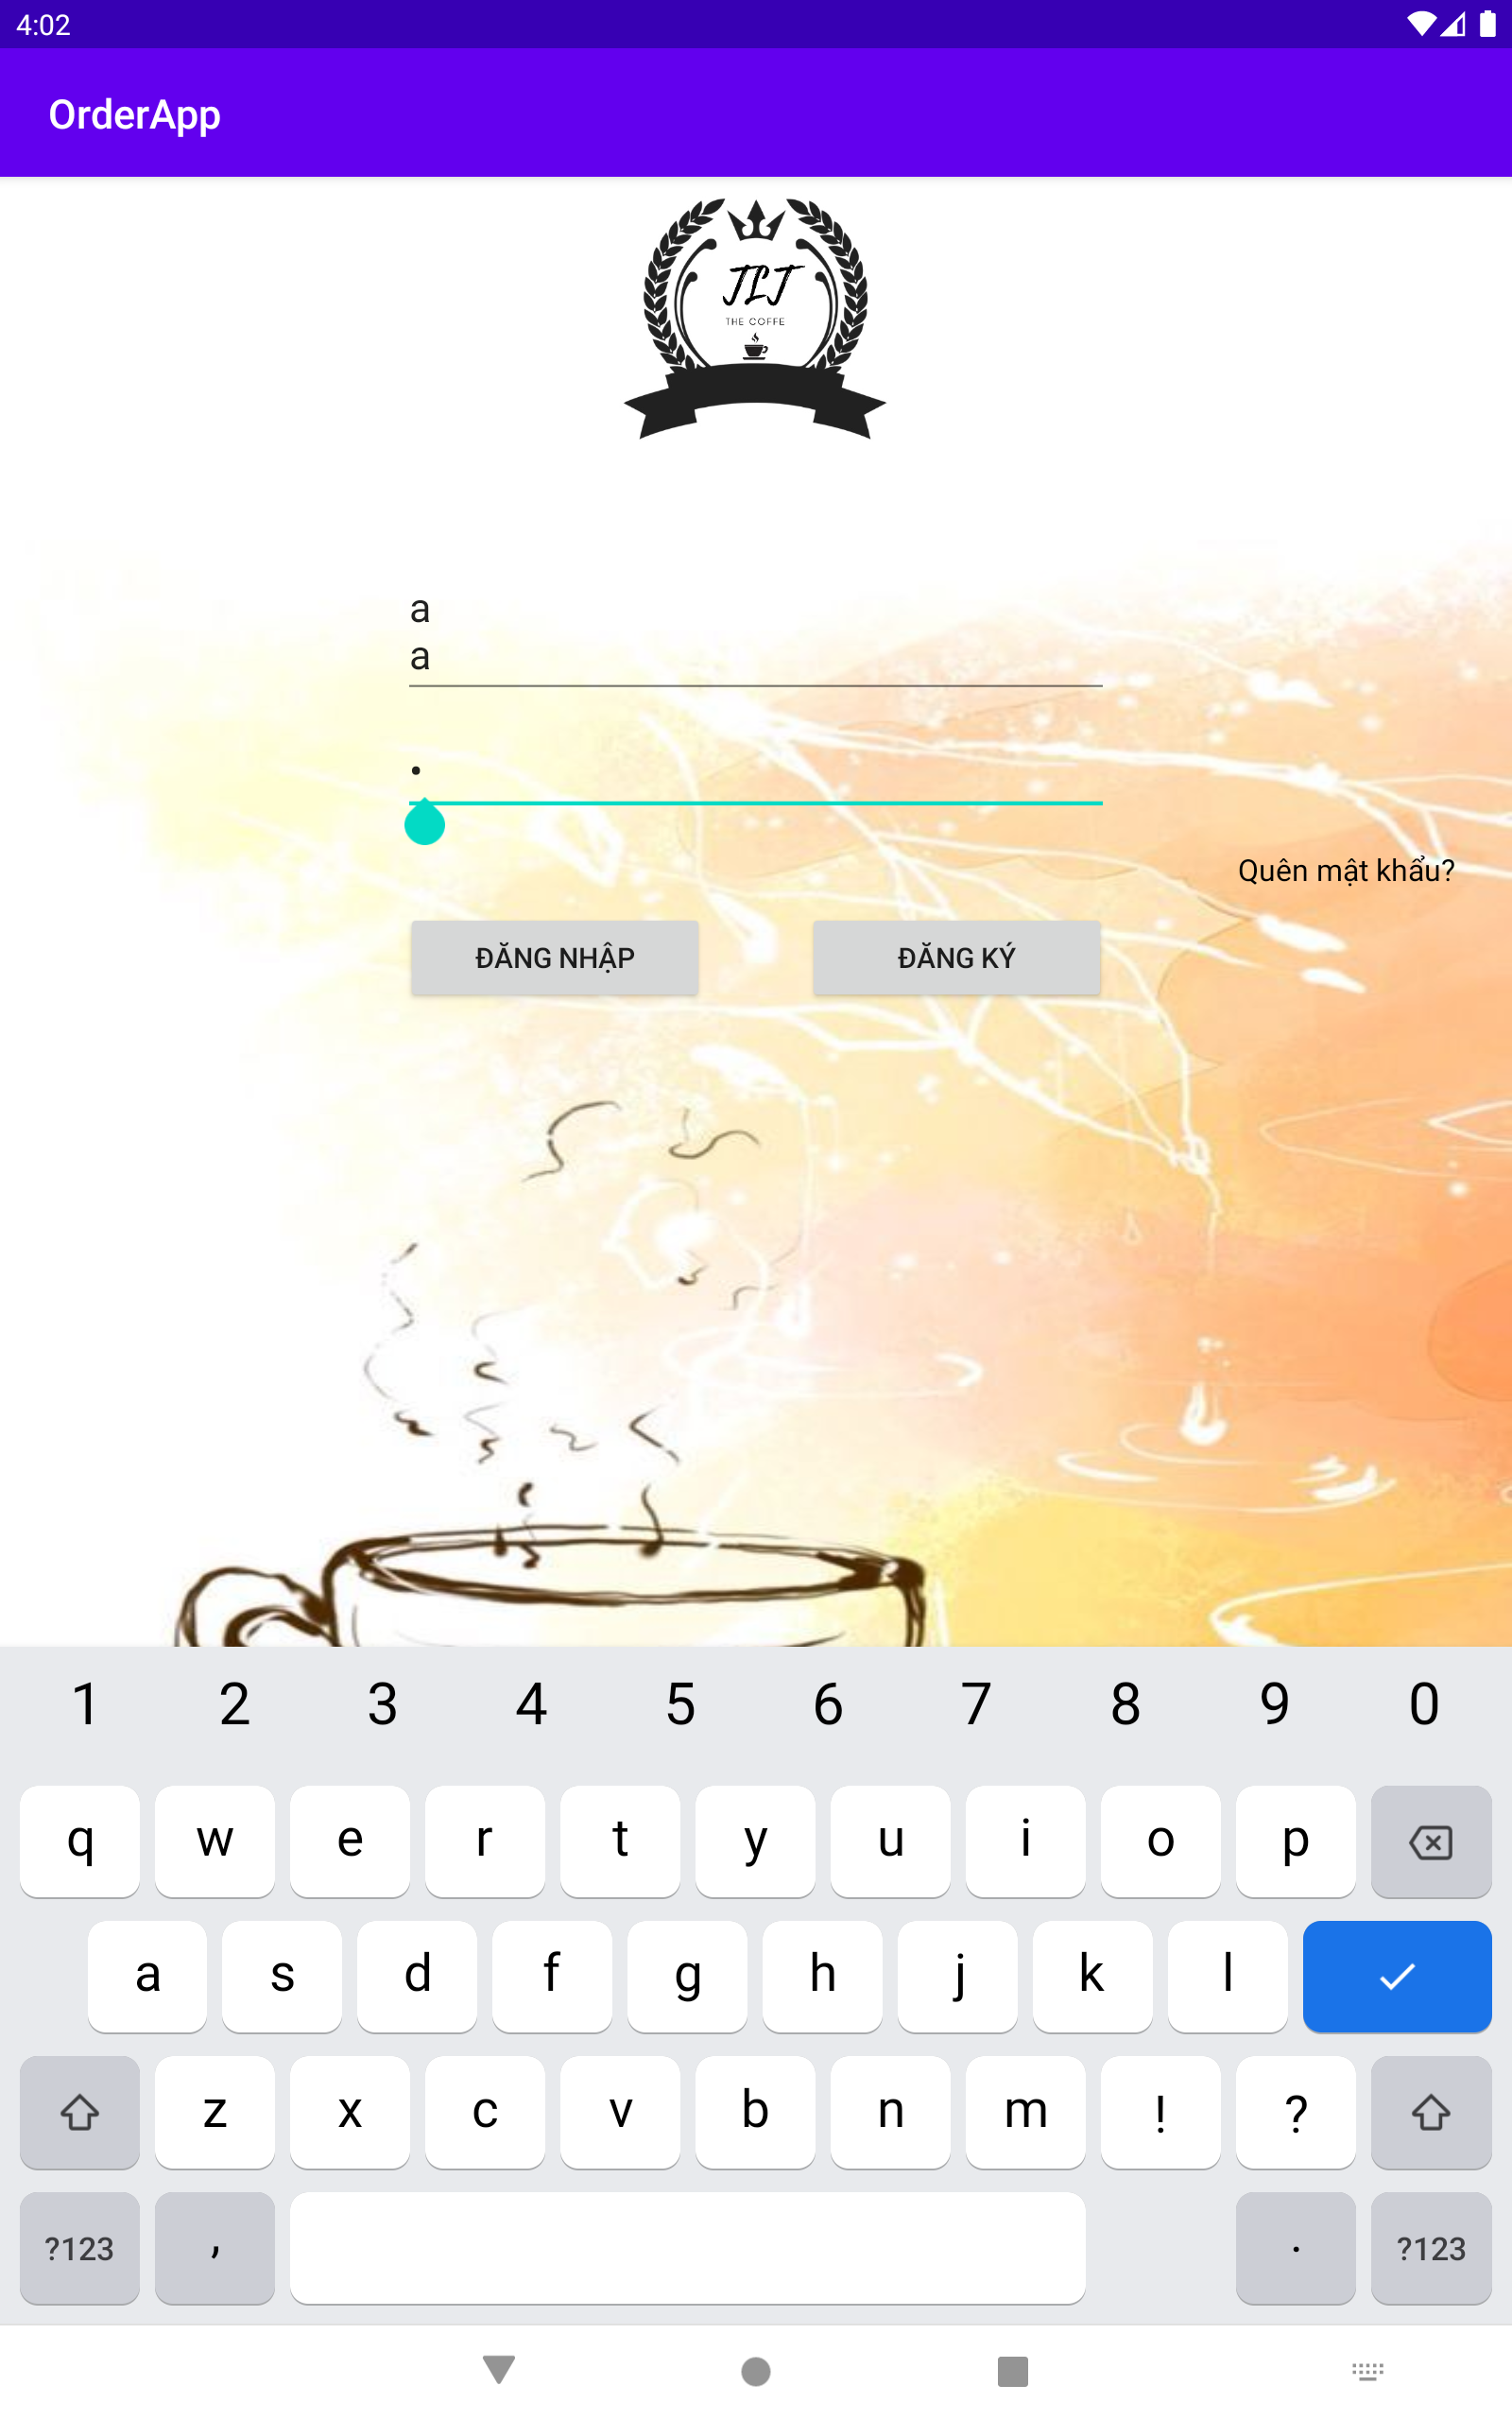 4:02
OrderApp
JLJ
THE COFFE
a
a
•
Quên mật khẩu?
ĐĂNG NHẬP ĐĂNG KÝ
1 2 3 4 5 6 7 8 9 0
q w e r t y u i o p
a s d f g h j k l
z x c v b n m ! ?
?123 , . ?123